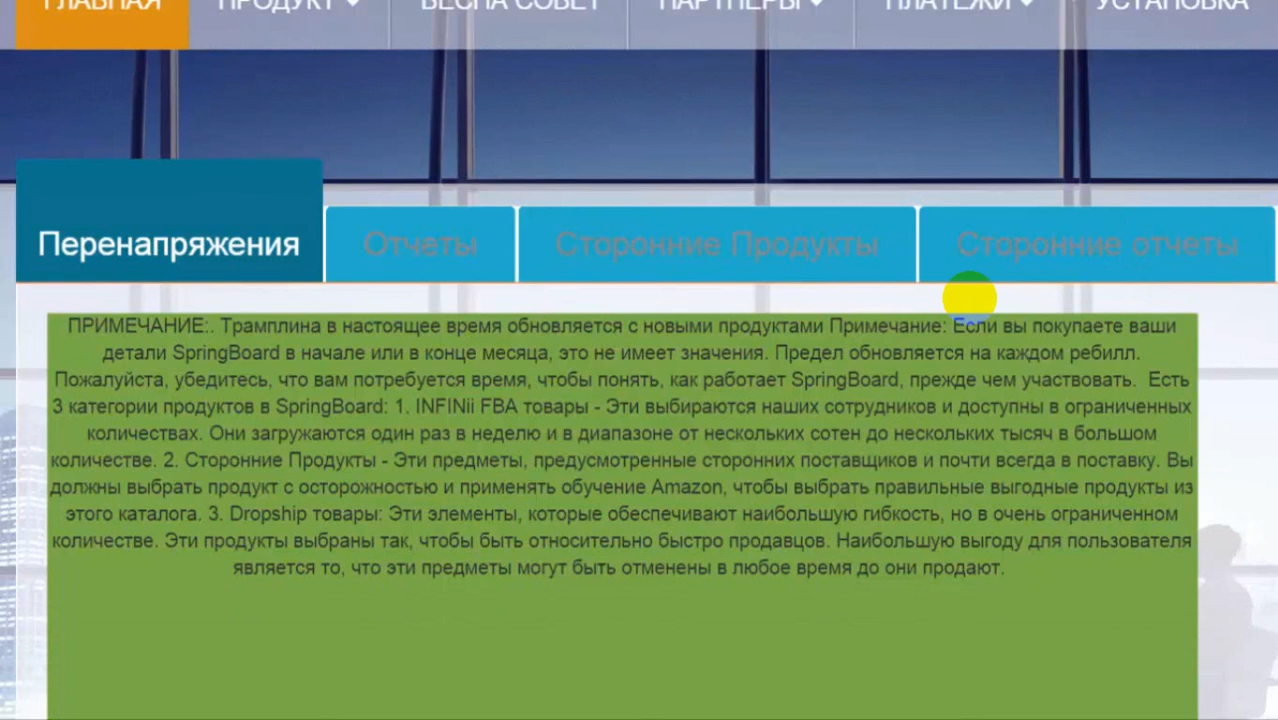 ГЛАВНАЯ ПРОДУКТ ВЕСНА СОВЕТ ПАРТНЕРЫ ПЛАТЕЖИ УСТАНОВКА
Перенапряжения Отчеты Сторонние Продукты Сторонние отчеты
ПРИМЕЧАНИЕ:. Трамплина в настоящее время обновляется с новыми продуктами Примечание: Если вы покупаете ваши
детали SpringBoard в начале или в конце месяца, это не имеет значения. Предел обновляется на каждом ребилл.
Пожалуйста, убедитесь, что вам потребуется время, чтобы понять, как работает SpringBoard, прежде чем участвовать. Есть
3 категории продуктов в SpringBoard: 1. INFINii FBA товары - Эти выбираются наших сотрудников и доступны в ограниченных
количествах. Они загружаются один раз в неделю и в диапазоне от нескольких сотен до нескольких тысяч в большом
количестве. 2. Сторонние Продукты - Эти предметы, предусмотренные сторонних поставщиков и почти всегда в поставку. Вы
должны выбрать продукт с осторожностью и применять обучение Amazon, чтобы выбрать правильные выгодные продукты из
этого каталога. 3. Dropship товары: Эти элементы, которые обеспечивают наибольшую гибкость, но в очень ограниченном
количестве. Эти продукты выбраны так, чтобы быть относительно быстро продавцов. Наибольшую выгоду для пользователя
является то, что эти предметы могут быть отменены в любое время до они продают.